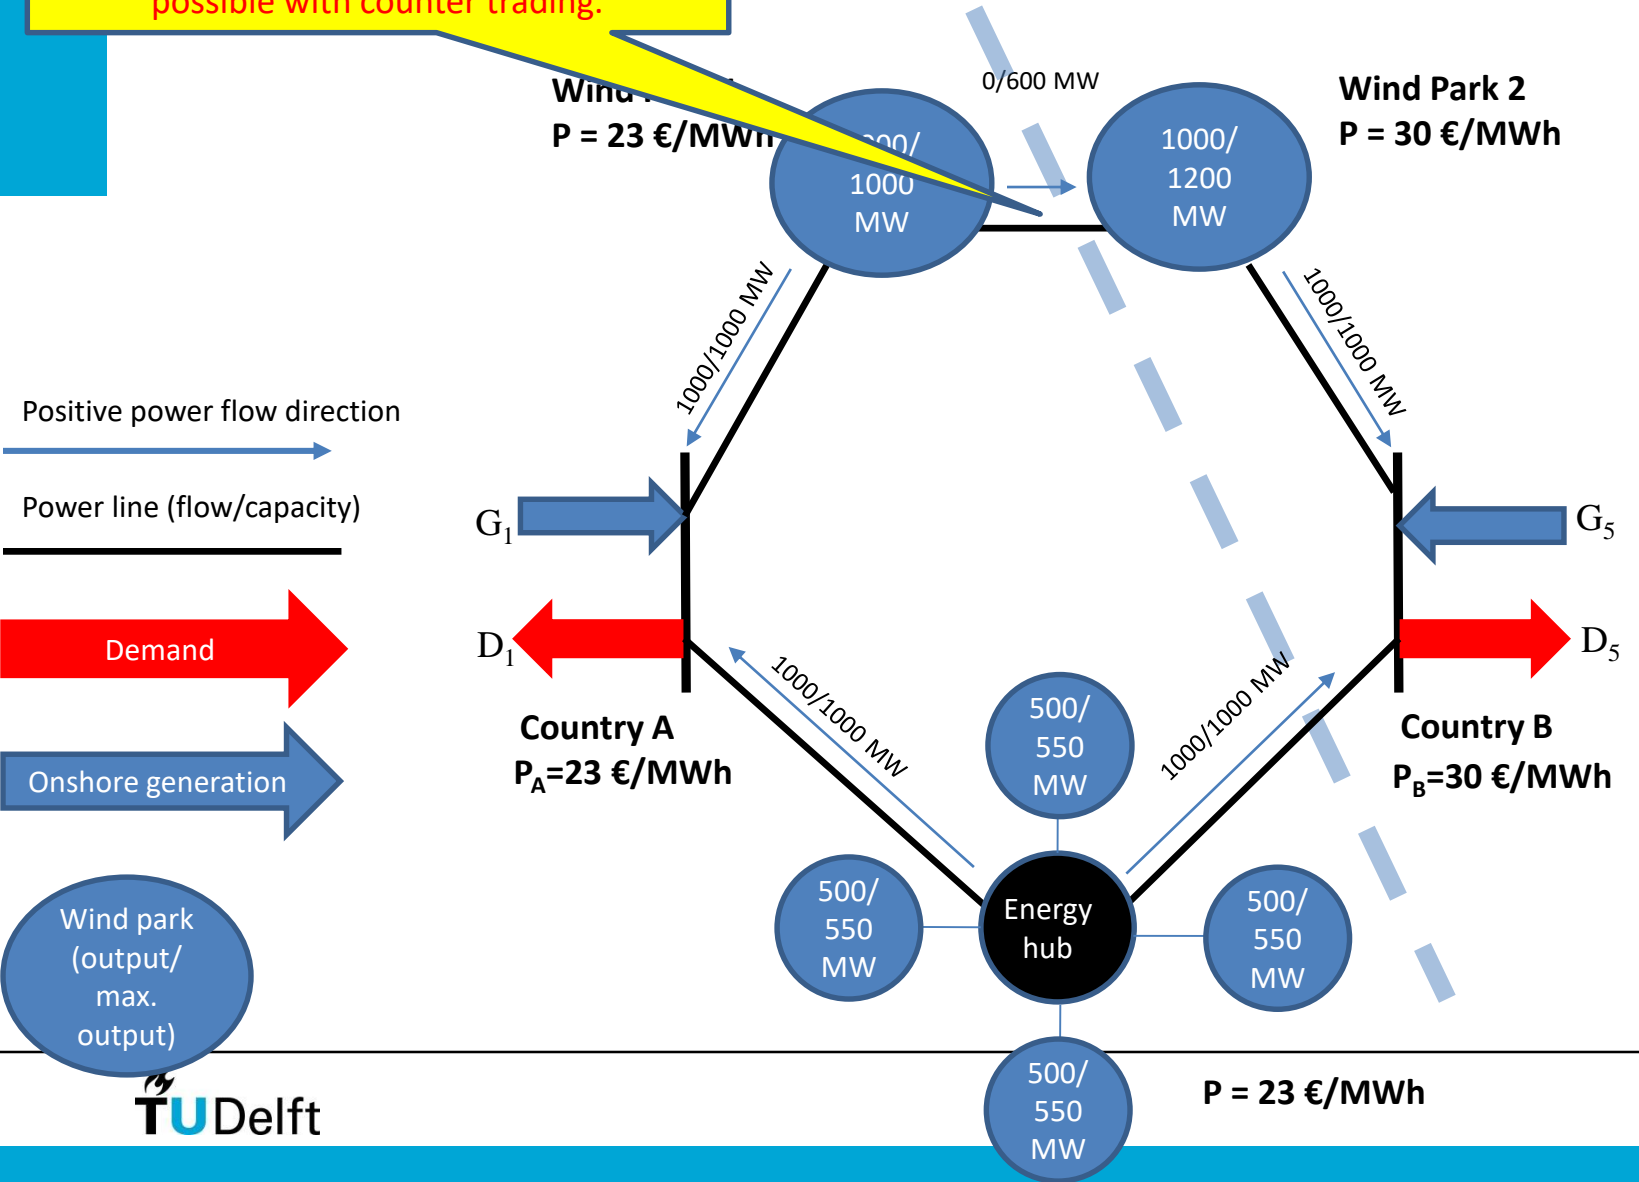 possible with counter trading.
0/600 MW
Wind
P = 23 €/MWh
Wind Park 2
P = 30 €/MWh
1000
MW
1000/
1200
MW
1000/1000 MW
1000/1000 MW
Positive power flow direction
Power line (flow/capacity)
G1
D1
G5
D5
Demand
Onshore generation
Wind park
(output/
max.
output)
Country A
PA=23 €/MWh
Country B
PB=30 €/MWh
1000/1000 MW
1000/1000 MW
500/
550
MW
500/
550
MW
Energy
hub
500/
550
MW
500/
550
MW
P = 23 €/MWh
TUDelft